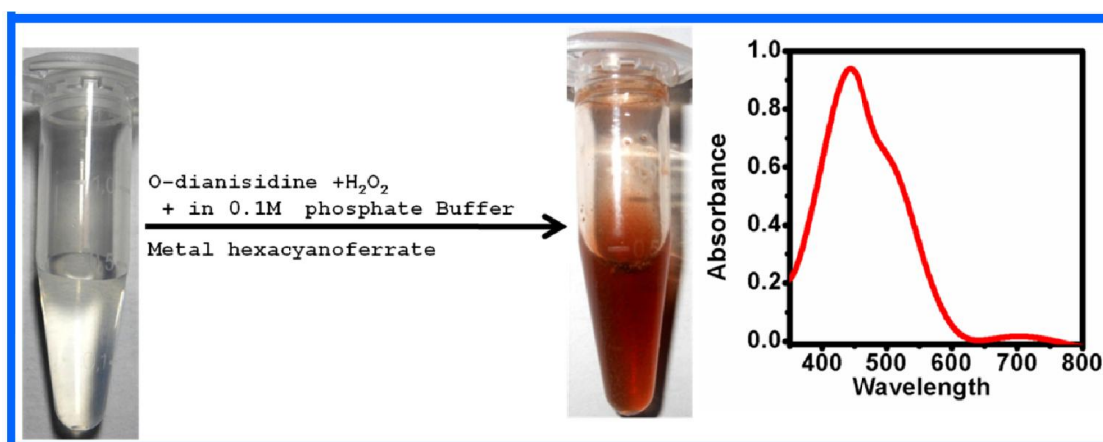 O-dianisidine +H₂O₂
+ in 0.1M phosphate Buffer
Metal hexacyanoferrate
1.0
0.8
0.6
0.4
0.2
0.0
Absorbance
400 500 600 700 800
Wavelength